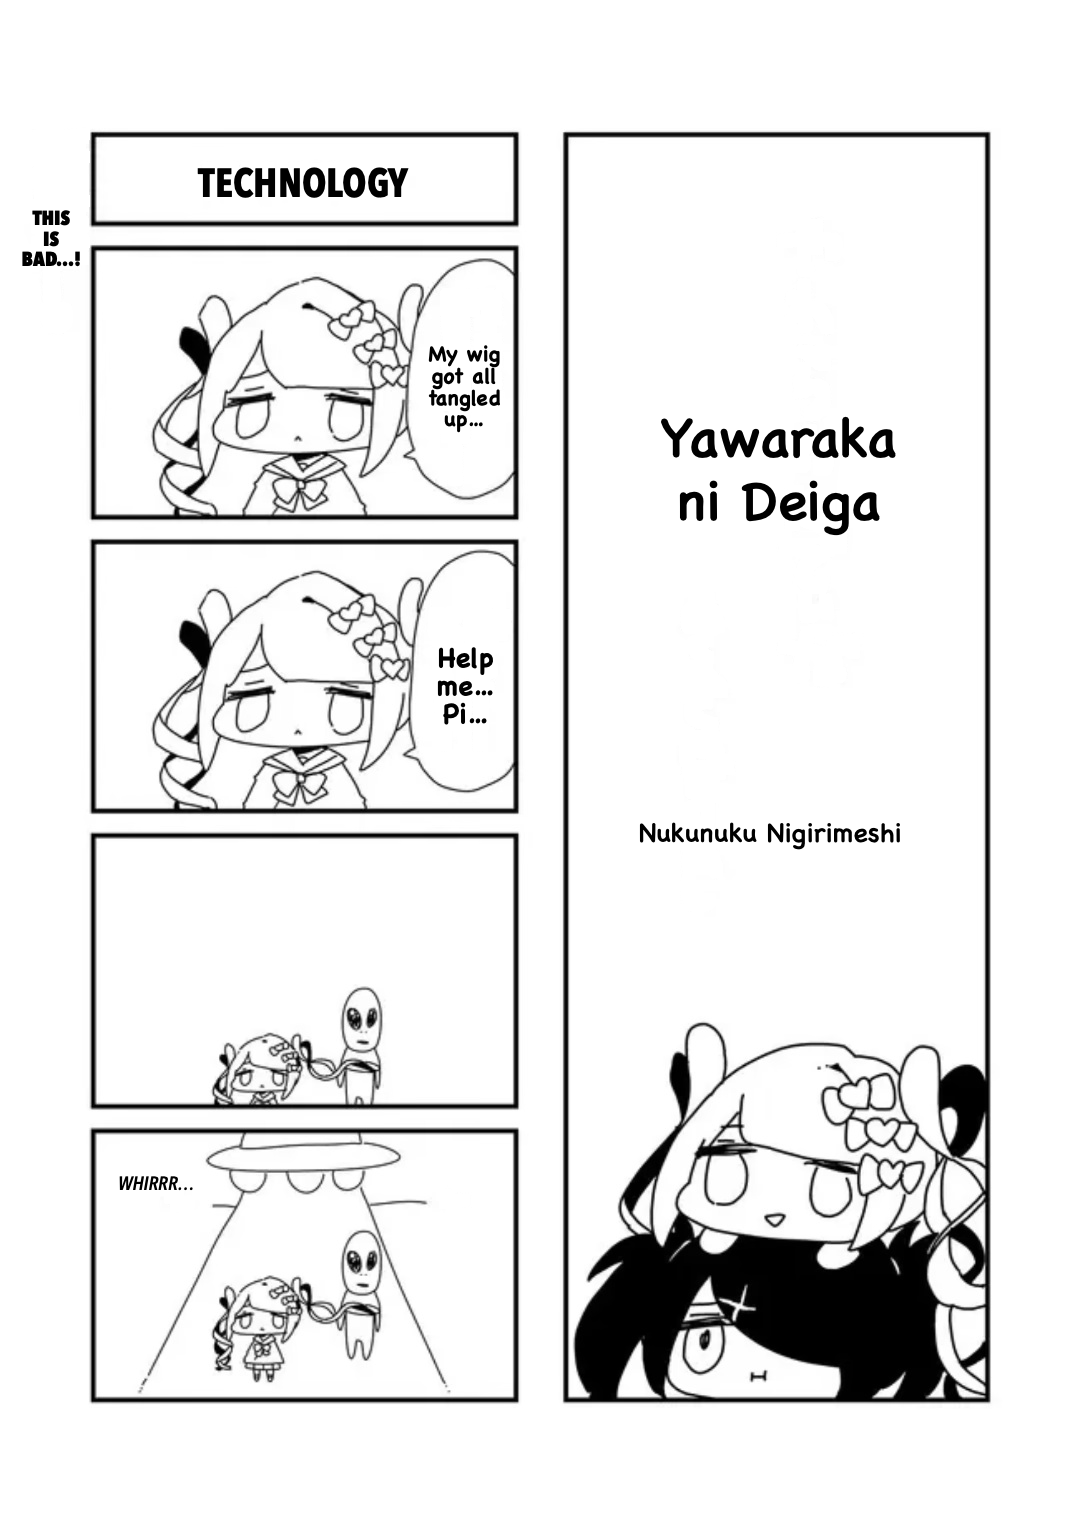 Yawaraka
ni Deiga
Nukunuku Nigirimeshi
TECHNOLOGY
THIS
IS
BAD...!
My wig
got all
tangled
up...
Help
me...
Pi...
WHIRRR...